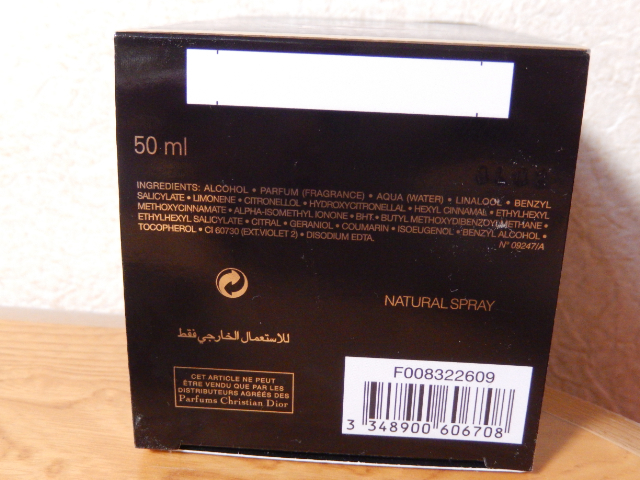 50 ml
INGREDIENTS: ALCOHOL • PARFUM (FRAGRANCE) • AQUA (WATER) • LINALOOL • BENZYL
SALICYLATE • LIMONENE • CITRONELLOL • HYDROXYCITRONELLAL • HEXYL CINNAMAL • ETHYLHEXYL
METHOXYCINNAMATE • ALPHA-ISOMETHYL IONONE • BHT • BUTYL METHOXYDIBENZOYLMETHANE •
ETHYLHEXYL SALICYLATE • CITRAL • GERANIOL • COUMARIN • ISOEUGENOL • BENZYL ALCOHOL •
TOCOPHEROL • CI 60730 (EXT.VIOLET 2) • DISODIUM EDTA.
N° 09247/A
NATURAL SPRAY
للاستعمال الخارجي فقط
CET ARTICLE NE PEUT
ÊTRE VENDU QUE PAR LES
DISTRIBUTEURS AGRÉÉS DES
Parfums Christian Dior
F008322609
3 348900 606708